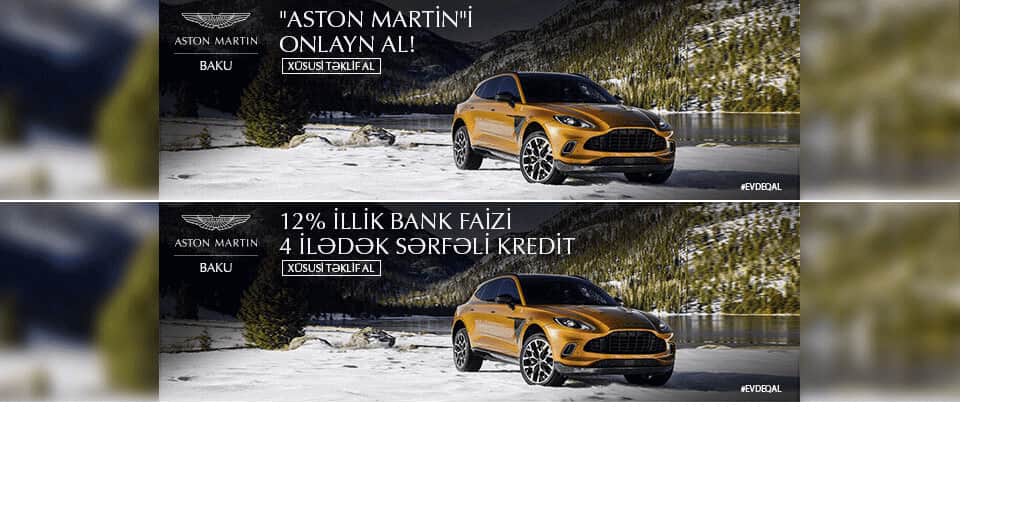 ASTON MARTIN
BAKU
"ASTON MARTİN"İ
ONLAYN AL!
XÜSUSİ TƏKLİF AL
#EVDEQAL
ASTON MARTIN
BAKU
12% İLLİK BANK FAİZİ
4 İLƏDƏK SƏRFƏLİ KREDİT
XÜSUSİ TƏKLİF AL
#EVDEQAL